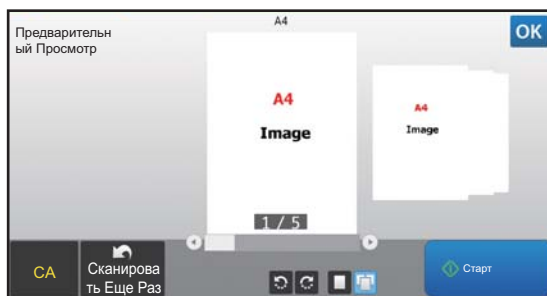 A4
Предварительн
ый Просмотр
OK
A4
Image
A4
Image
1 / 5
CA
Сканирова
ть Еще Раз
Старт